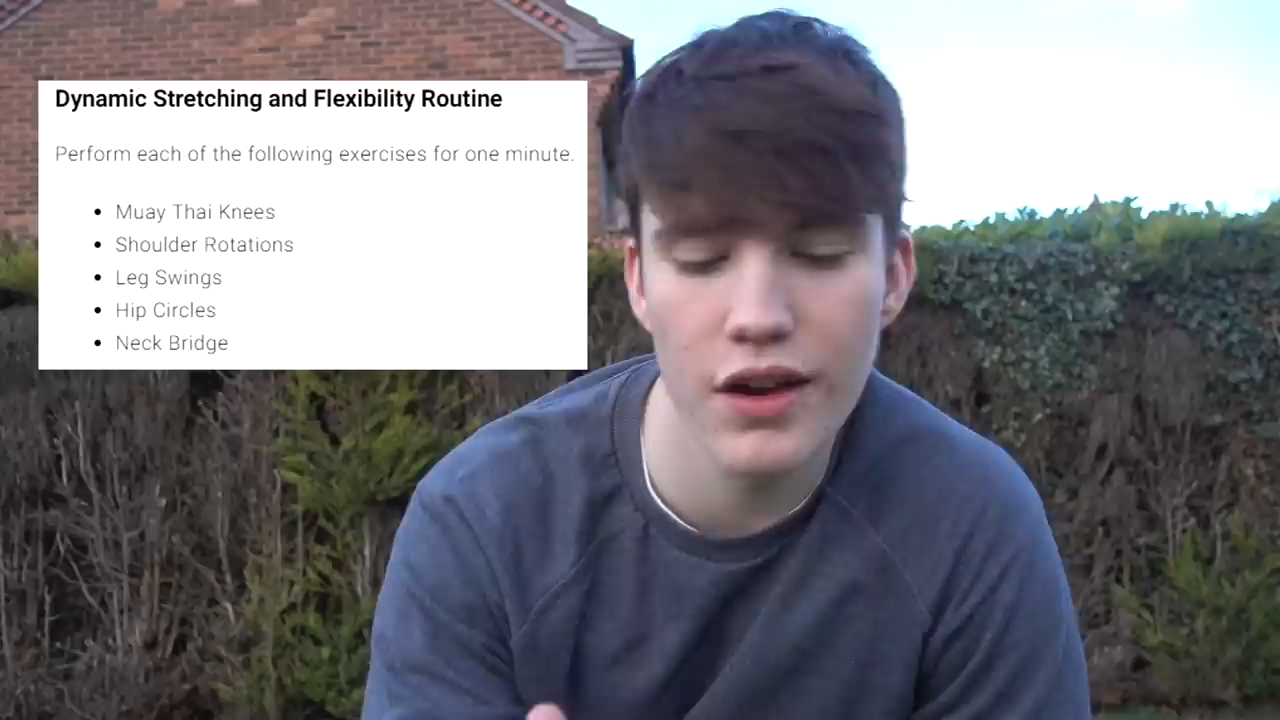 Dynamic Stretching and Flexibility Routine
Perform each of the following exercises for one minute.
Muay Thai Knees
Shoulder Rotations
Leg Swings
Hip Circles
Neck Bridge